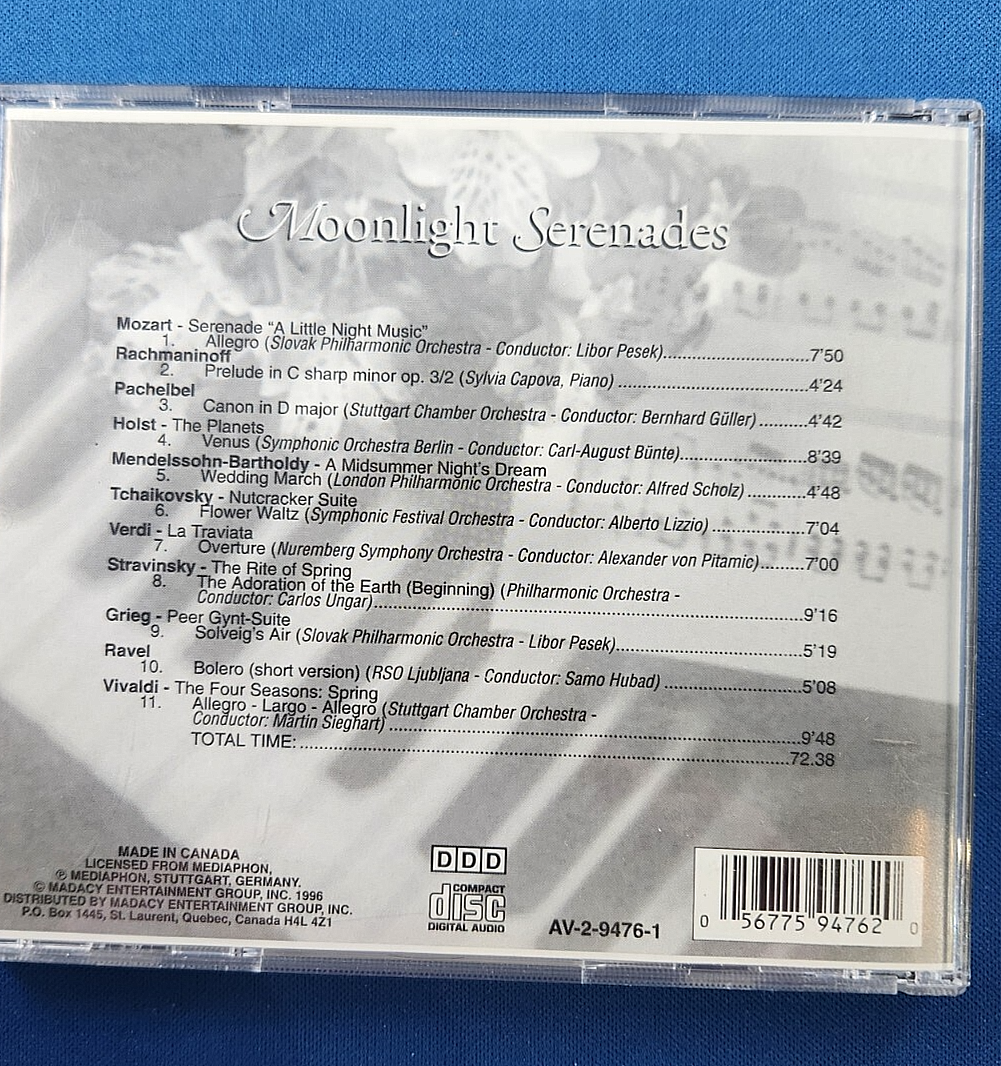 Moonlight Serenades
Mozart - Serenade "A Little Night Music"
1. Allegro (Slovak Philharmonic Orchestra - Conductor: Libor Pesek)..........7'50
Rachmaninoff
2. Prelude in C sharp minor op. 3/2 (Sylvia Capova, Piano) ..........4'24
Pachelbel
3. Canon in D major (Stuttgart Chamber Orchestra - Conductor: Bernhard Güller) ..........4'42
Holst - The Planets
4. Venus (Symphonic Orchestra Berlin - Conductor: Carl-August Bünte)..........8'39
Mendelssohn-Bartholdy - A Midsummer Night's Dream
5. Wedding March (London Philharmonic Orchestra - Conductor: Alfred Scholz) ..........4'48
Tchaikovsky - Nutcracker Suite
6. Flower Waltz (Symphonic Festival Orchestra - Conductor: Alberto Lizzio) ..........7'04
Verdi - La Traviata
7. Overture (Nuremberg Symphony Orchestra - Conductor: Alexander von Pitamic)..........7'00
Stravinsky - The Rite of Spring
8. The Adoration of the Earth (Beginning) (Philharmonic Orchestra -
Conductor: Carlos Ungar)..........9'16
Grieg - Peer Gynt-Suite
9. Solveig's Air (Slovak Philharmonic Orchestra - Libor Pesek)..........5'19
Ravel
10. Bolero (short version) (RSO Ljubljana - Conductor: Samo Hubad) ..........5'08
Vivaldi - The Four Seasons: Spring
11. Allegro - Largo - Allegro (Stuttgart Chamber Orchestra -
Conductor: Martin Sieghart) ..........9'48
TOTAL TIME:..........72.38
MADE IN CANADA
LICENSED FROM MEDIAPHON,
℗ MEDIAPHON, STUTTGART, GERMANY.
© MADACY ENTERTAINMENT GROUP, INC. 1996
DISTRIBUTED BY MADACY ENTERTAINMENT GROUP, INC.
P.O. Box 1445, St. Laurent, Quebec, Canada H4L 4Z1
DDD
COMPACT
disc
DIGITAL AUDIO
AV-2-9476-1
0 56775 94762 0